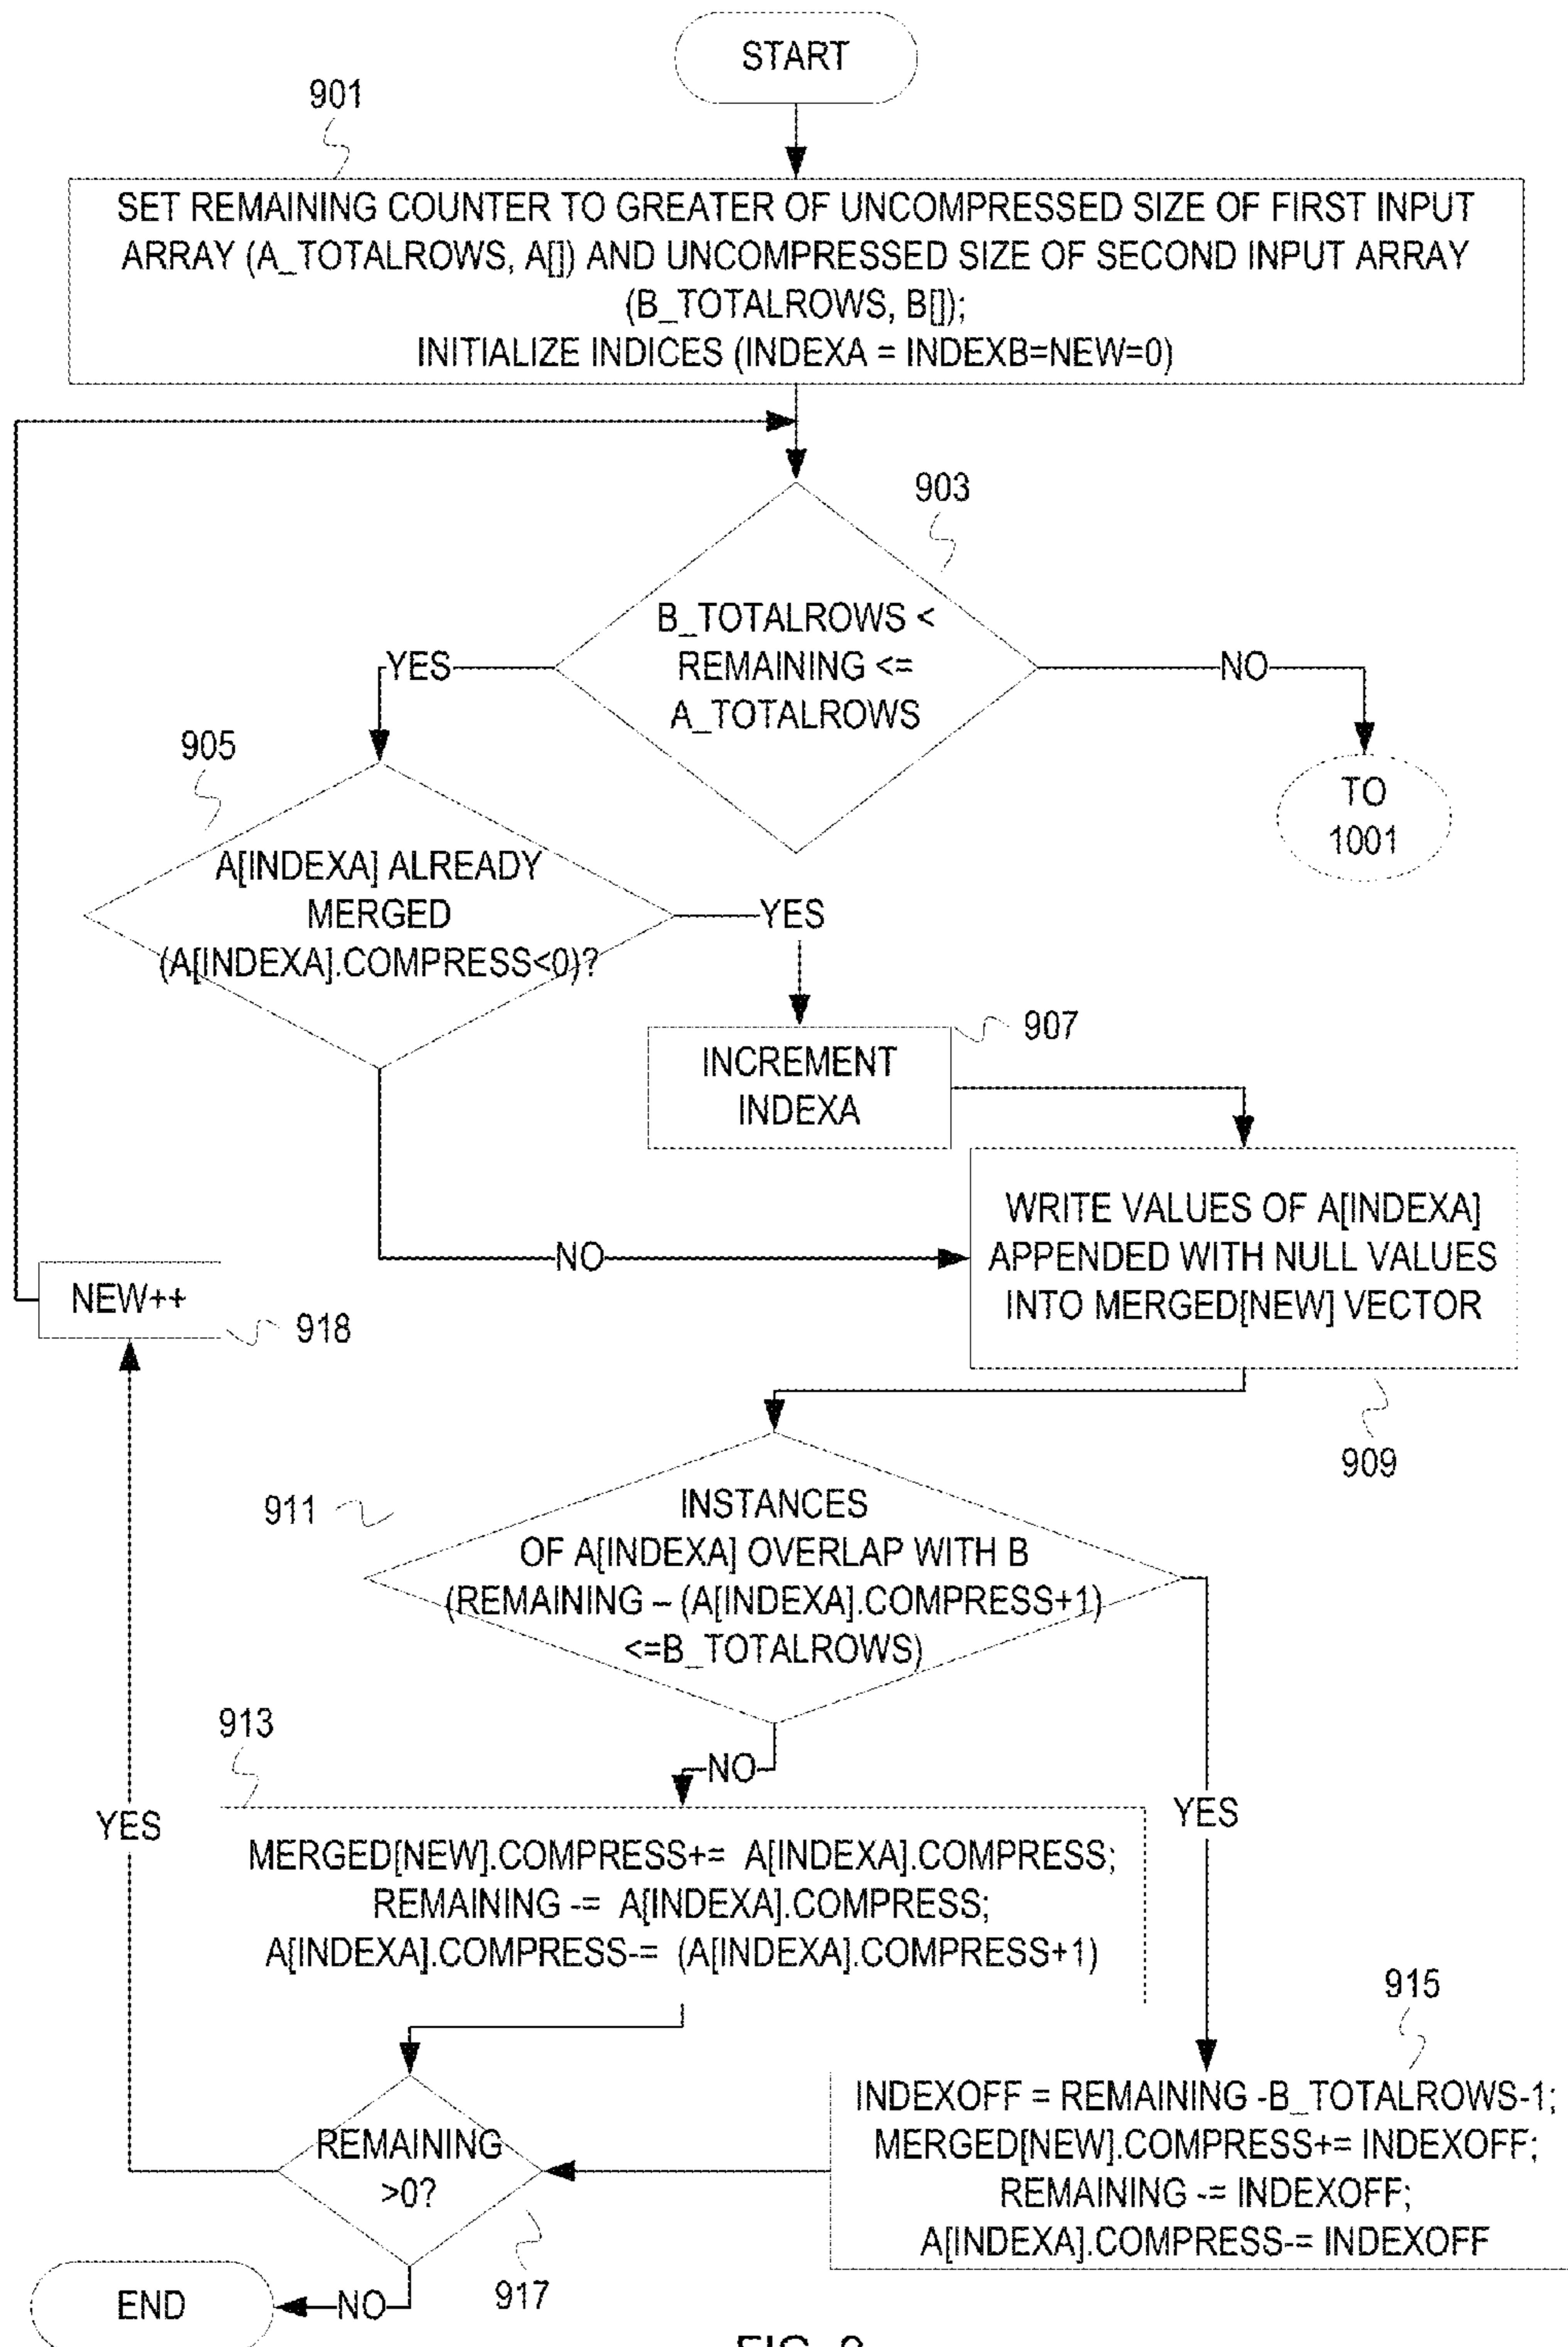 START
901
SET REMAINING COUNTER TO GREATER OF UNCOMPRESSED SIZE OF FIRST INPUT
ARRAY (A_TOTALROWS, A[]) AND UNCOMPRESSED SIZE OF SECOND INPUT ARRAY
(B_TOTALROWS, B[]);
INITIALIZE INDICES (INDEXA = INDEXB=NEW=0)
903
B_TOTALROWS <
REMAINING <=
A_TOTALROWS
YES
NO
TO
1001
905
A[INDEXA] ALREADY
MERGED
(A[INDEXA].COMPRESS<0)?
YES
907
INCREMENT
INDEXA
NO
WRITE VALUES OF A[INDEXA]
APPENDED WITH NULL VALUES
INTO MERGED[NEW] VECTOR
909
NEW++
918
911
INSTANCES
OF A[INDEXA] OVERLAP WITH B
(REMAINING – (A[INDEXA].COMPRESS+1)
<=B_TOTALROWS)
913
NO
YES
YES
MERGED[NEW].COMPRESS+= A[INDEXA].COMPRESS;
REMAINING -= A[INDEXA].COMPRESS;
A[INDEXA].COMPRESS-= (A[INDEXA].COMPRESS+1)
915
INDEXOFF = REMAINING -B_TOTALROWS-1;
MERGED[NEW].COMPRESS+= INDEXOFF;
REMAINING -= INDEXOFF;
A[INDEXA].COMPRESS-= INDEXOFF
REMAINING
>0?
917
NO
END